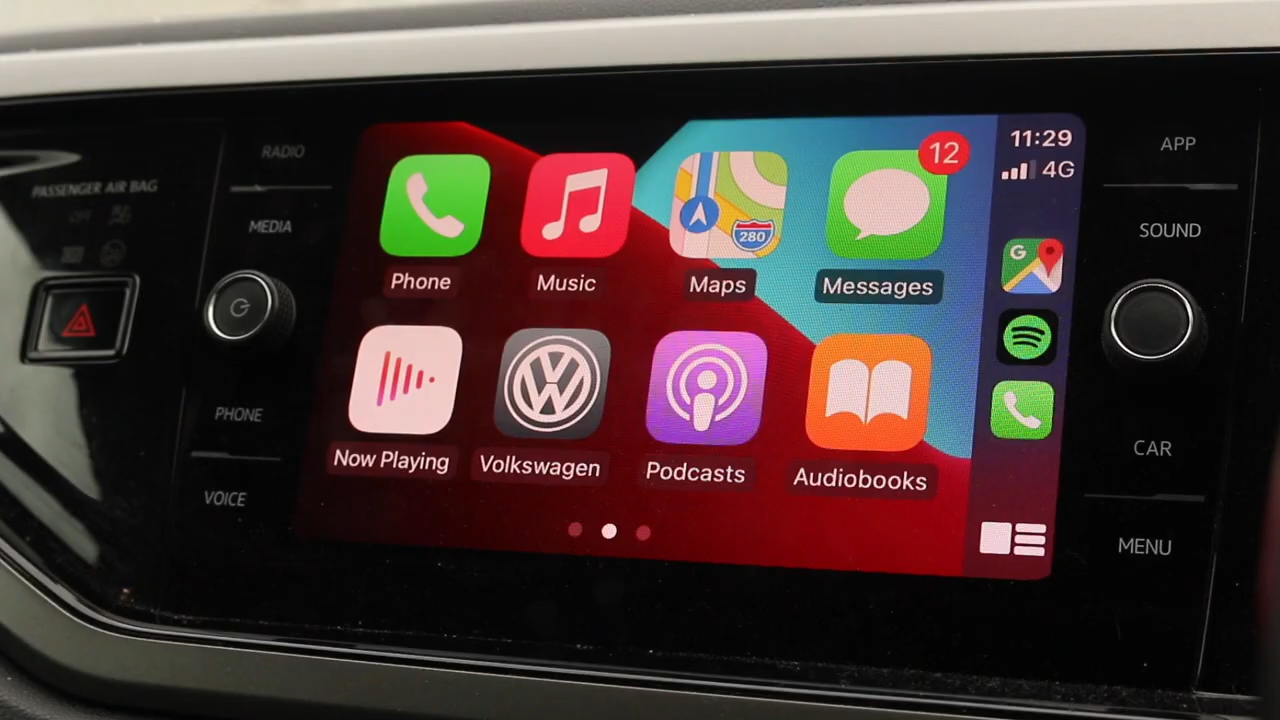 RADIO
MEDIA
PHONE
VOICE
PASSENGER AIR BAG
Phone
Music
280
Maps
12
Messages
Now Playing
Volkswagen
Podcasts
Audiobooks
11:29
4G
G
APP
SOUND
CAR
MENU